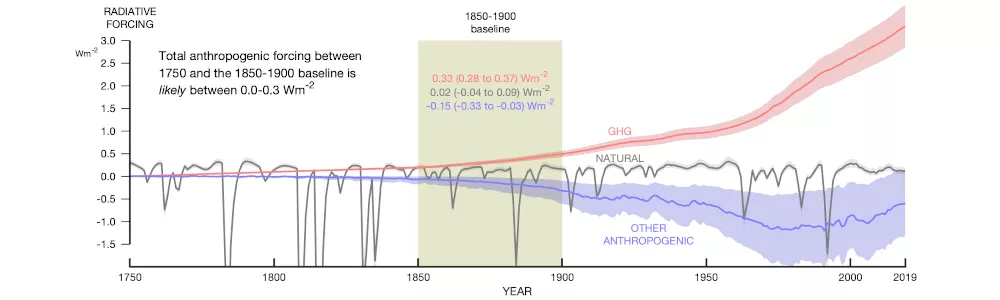 RADIATIVE
FORCING
1850-1900
baseline
Wm-2
3.0
2.5
2.0
1.5
1.0
0.5
0.0
-0.5
-1.0
-1.5
Total anthropogenic forcing between
1750 and the 1850-1900 baseline is
likely between 0.0-0.3 Wm-2
0.33 (0.28 to 0.37) Wm-2
0.02 (-0.04 to 0.09) Wm-2
-0.15 (-0.33 to -0.03) Wm-2
GHG
NATURAL
OTHER
ANTHROPOGENIC
1750 1800 1850 1900 1950 2000 2019
YEAR